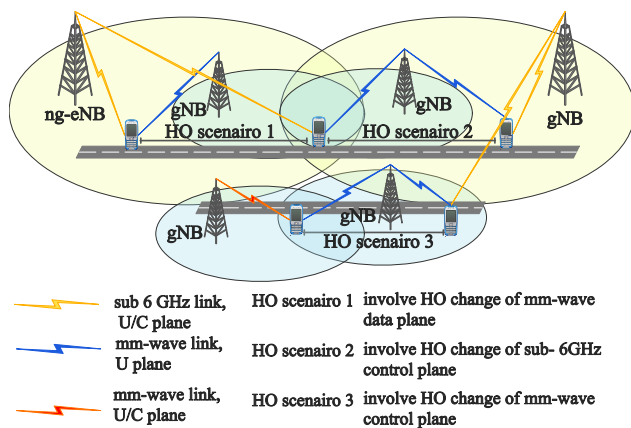 ng-eNB
gNB
gNB
gNB
HO scenairo 1
HO scenairo 2
gNB
gNB
HO scenairo 3
sub 6 GHz link,
U/C plane
HO scenairo 1
involve HO change of mm-wave
data plane
mm-wave link,
U plane
HO scenairo 2
involve HO change of sub- 6GHz
control plane
mm-wave link,
U/C plane
HO scenairo 3
involve HO change of mm-wave
control plane